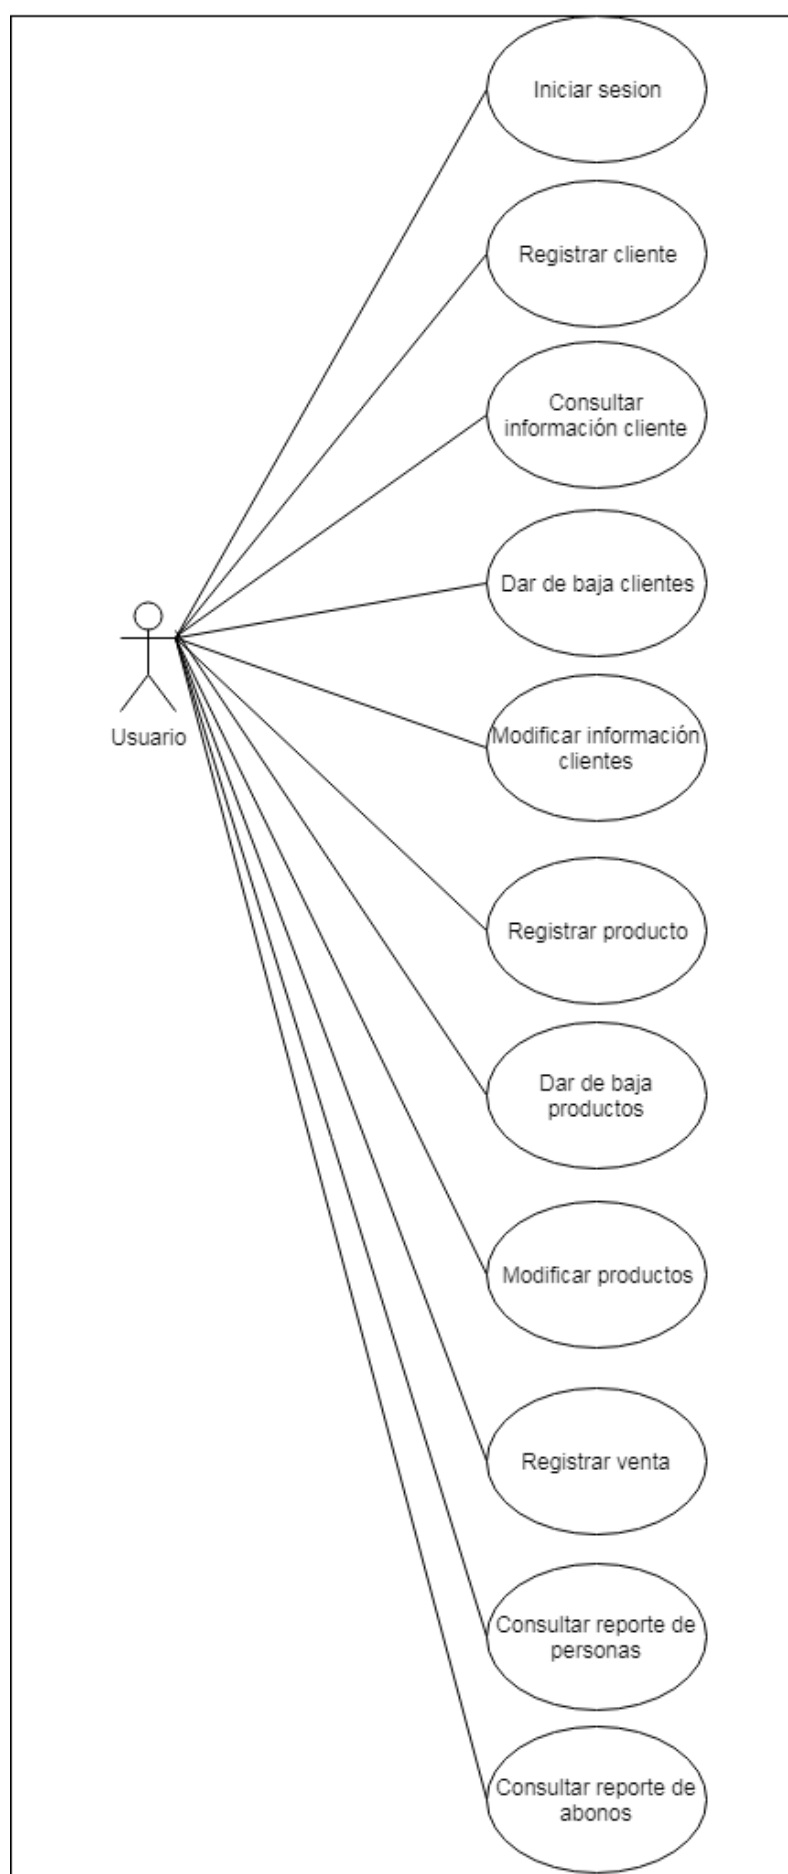 Iniciar sesion
Registrar cliente
Consultar
información cliente
Dar de baja clientes
Usuario
Modificar información
clientes
Registrar producto
Dar de baja
productos
Modificar productos
Registrar venta
Consultar reporte de
personas
Consultar reporte de
abonos